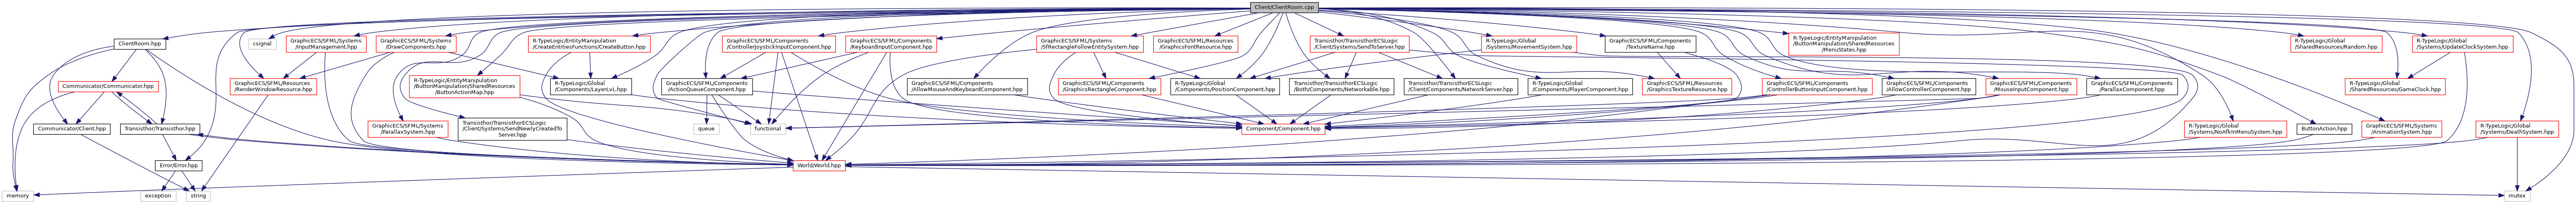 Client/ClientRoom.cpp
ClientRoom.hpp
csignal
GraphicECS/SFML/Systems
/InputManagement.hpp
GraphicECS/SFML/Systems
/DrawComponents.hpp
R-TypeLogic/EntityManipulation
/CreateEntitiesFunctions/CreateButton.hpp
GraphicECS/SFML/Components
/ControllerJoystickInputComponent.hpp
GraphicECS/SFML/Components
/KeyboardInputComponent.hpp
GraphicECS/SFML/Systems
/SfRectangleFollowEntitySystem.hpp
GraphicECS/SFML/Resources
/GraphicsFontResource.hpp
Transisthor/TransisthorECSLogic
/Client/Systems/SendToServer.hpp
R-TypeLogic/Global
/Systems/MovementSystem.hpp
GraphicECS/SFML/Components
/TextureName.hpp
R-TypeLogic/EntityManipulation
/ButtonManipulation/SharedResources
/MenuStates.hpp
R-TypeLogic/Global
/SharedResources/Random.hpp
R-TypeLogic/Global
/Systems/UpdateClockSystem.hpp
Communicator/Communicator.hpp
GraphicECS/SFML/Resources
/RenderWindowResource.hpp
R-TypeLogic/EntityManipulation
/ButtonManipulation/SharedResources
/ButtonActionMap.hpp
R-TypeLogic/Global
/Components/LayerLvL.hpp
GraphicECS/SFML/Components
/ActionQueueComponent.hpp
GraphicECS/SFML/Components
/AllowMouseAndKeyboardComponent.hpp
GraphicECS/SFML/Components
/GraphicsRectangleComponent.hpp
R-TypeLogic/Global
/Components/PositionComponent.hpp
Transisthor/TransisthorECSLogic
/Both/Components/Networkable.hpp
Transisthor/TransisthorECSLogic
/Client/Components/NetworkServer.hpp
R-TypeLogic/Global
/Components/PlayerComponent.hpp
GraphicECS/SFML/Resources
/GraphicsTextureResource.hpp
GraphicECS/SFML/Components
/ControllerButtonInputComponent.hpp
GraphicECS/SFML/Components
/AllowControllerComponent.hpp
GraphicECS/SFML/Components
/MouseInputComponent.hpp
GraphicECS/SFML/Components
/ParallaxComponent.hpp
R-TypeLogic/Global
/SharedResources/GameClock.hpp
Communicator/Client.hpp
Transisthor/Transisthor.hpp
GraphicECS/SFML/Systems
/ParallaxSystem.hpp
Transisthor/TransisthorECSLogic
/Client/Systems/SendNewlyCreatedTo
Server.hpp
queue
functional
Component/Component.hpp
R-TypeLogic/Global
/Systems/NoAfkInMenuSystem.hpp
ButtonAction.hpp
GraphicECS/SFML/Systems
/AnimationSystem.hpp
R-TypeLogic/Global
/Systems/DeathSystem.hpp
Error/Error.hpp
World/World.hpp
memory
exception
string
mutex